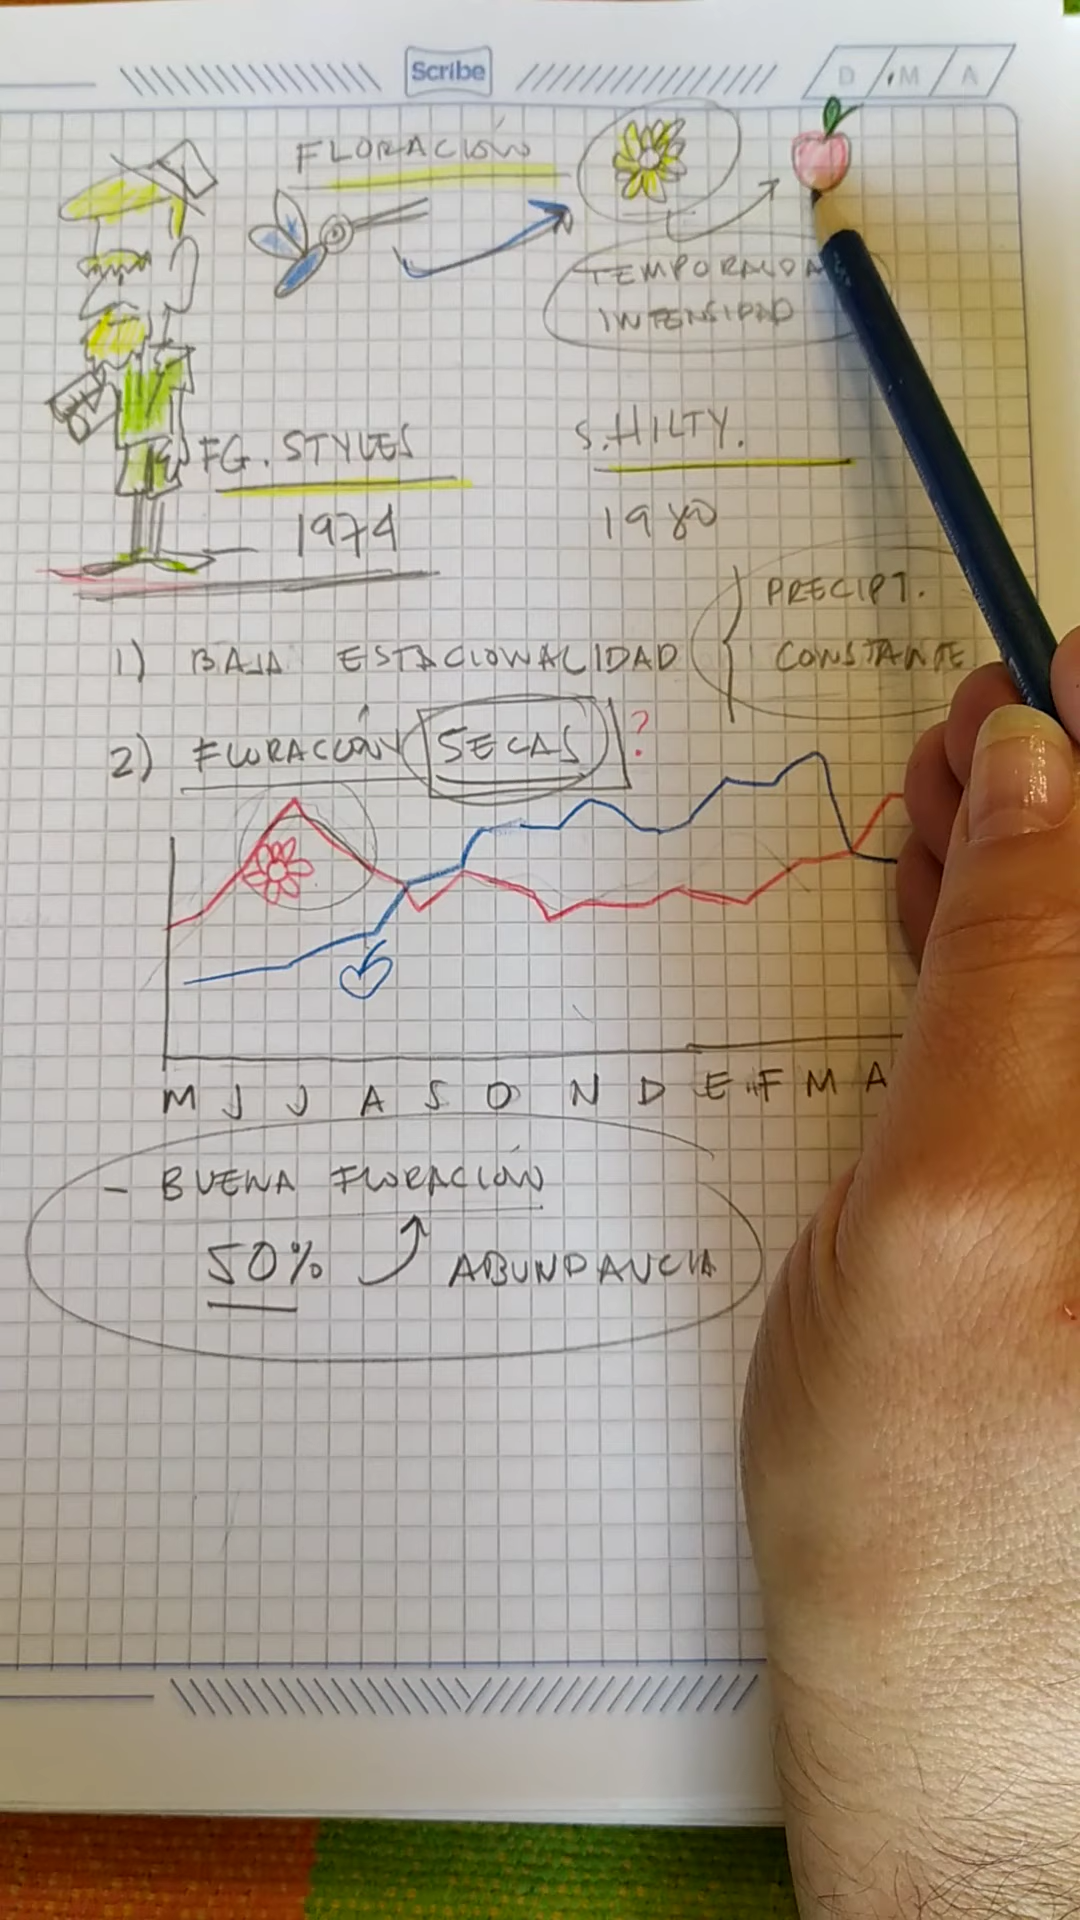 Scribe
D M A
FLORACIÓN
TEMPORALIDA
INTENSIDAD
FG. STYLES
1974
S. HILTY.
1980
1) BAJA ESTACIONALIDAD
PRECIPT.
CONSTANTE
2) FLORACIÓN SECAS ?
M J J A S O N D E F M A
- BUENA FLORACIÓN
50% ABUNDANCIA